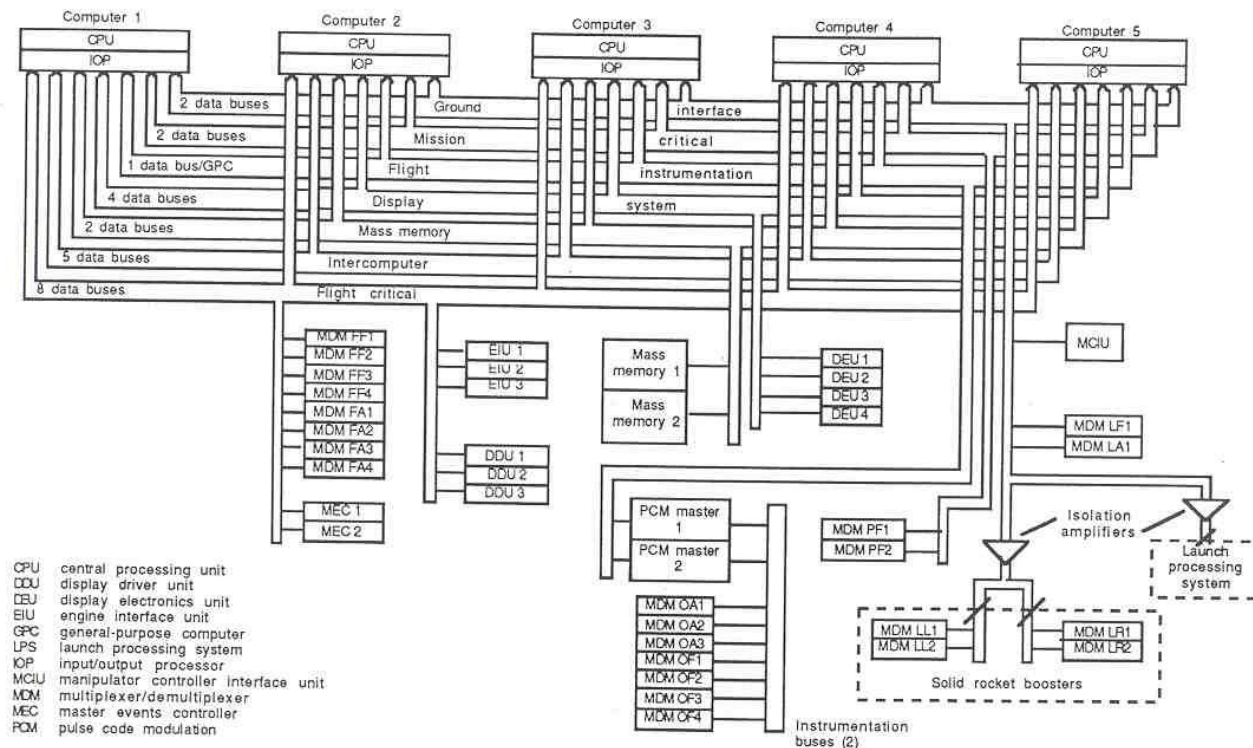 Computer 1
Computer 2
Computer 3
Computer 4
Computer 5
CPU
IOP
CPU
IOP
CPU
IOP
CPU
IOP
CPU
IOP
2 data buses
Ground
interface
2 data buses
Mission
critical
1 data bus/GPC
Flight
instrumentation
4 data buses
Display
system
2 data buses
Mass memory
5 data buses
Intercomputer
8 data buses
Flight critical
MDM FF1
MDM FF2
MDM FF3
MDM FF4
MDM FA1
MDM FA2
MDM FA3
MDM FA4
MEC 1
MEC 2
EIU 1
EIU 2
EIU 3
DDU 1
DDU 2
DDU 3
Mass
memory 1
Mass
memory 2
DEU 1
DEU 2
DEU 3
DEU 4
MCIU
MDM LF1
MDM LA1
PCM master
1
PCM master
2
MDM PF1
MDM PF2
Isolation
amplifiers
Launch
processing
system
MDM OA1
MDM OA2
MDM OA3
MDM OF1
MDM OF2
MDM OF3
MDM OF4
Instrumentation
buses (2)
MDM LL1
MDM LL2
MDM LR1
MDM LR2
Solid rocket boosters
CPU central processing unit
DDU display driver unit
DEU display electronics unit
EIU engine interface unit
GPC general-purpose computer
LPS launch processing system
IOP input/output processor
MCIU manipulator controller interface unit
MDM multiplexer/demultiplexer
MEC master events controller
PCM pulse code modulation